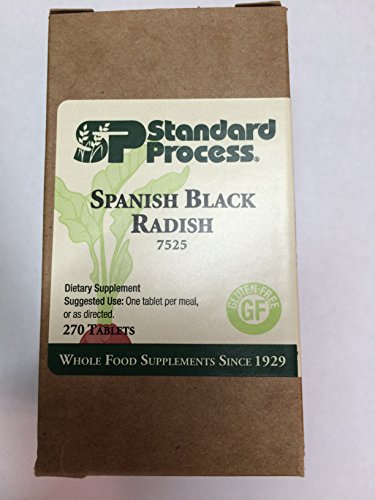 SP Standard
Process®
SPANISH BLACK
RADISH
7525
Dietary Supplement
Suggested Use: One tablet per meal,
or as directed.
270 TABLETS
GLUTEN-FREE
GF
WHOLE FOOD SUPPLEMENTS SINCE 1929